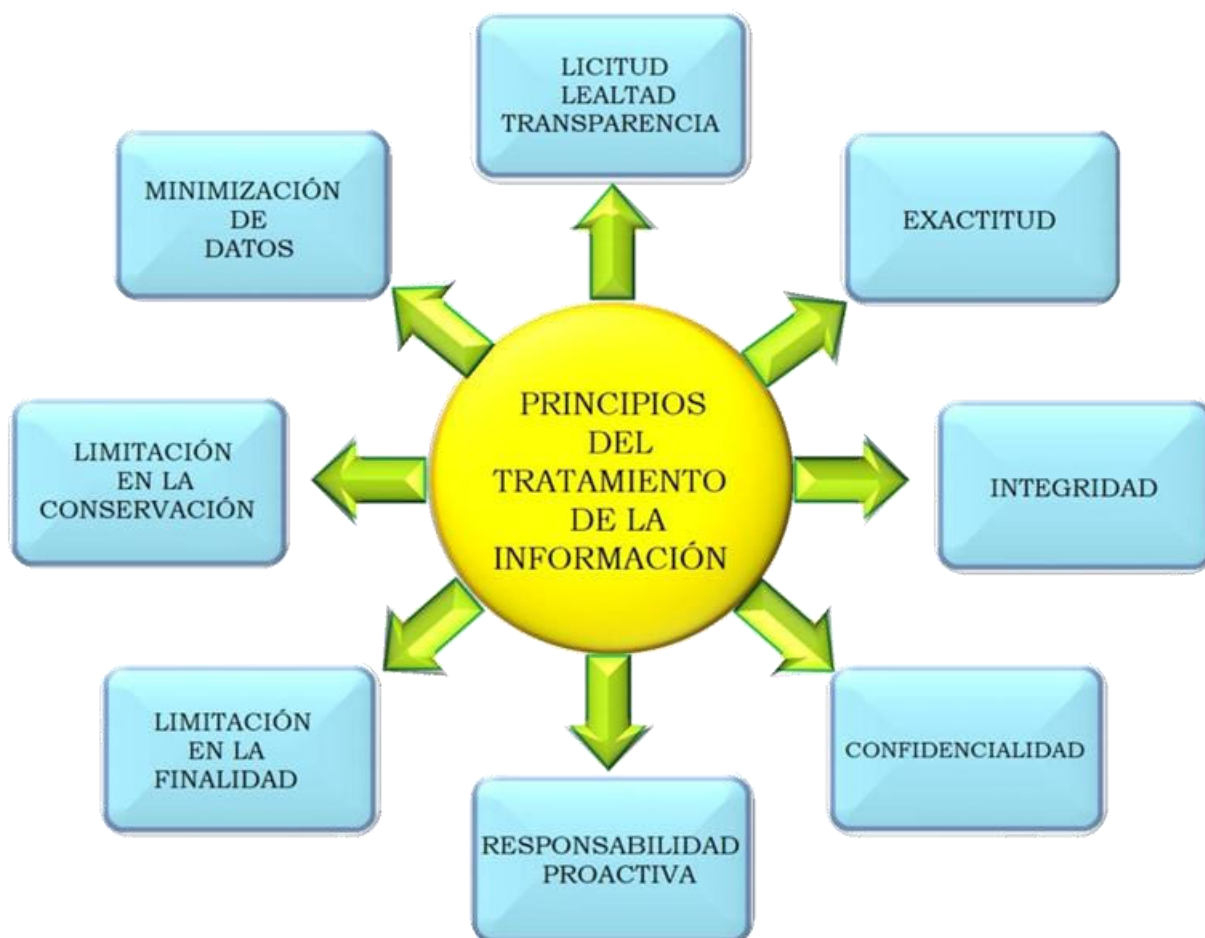 LICITUD
LEALTAD
TRANSPARENCIA
MINIMIZACIÓN
DE
DATOS
EXACTITUD
PRINCIPIOS
DEL
TRATAMIENTO
DE LA
INFORMACIÓN
LIMITACIÓN
EN LA
CONSERVACIÓN
INTEGRIDAD
LIMITACIÓN
EN LA
FINALIDAD
CONFIDENCIALIDAD
RESPONSABILIDAD
PROACTIVA